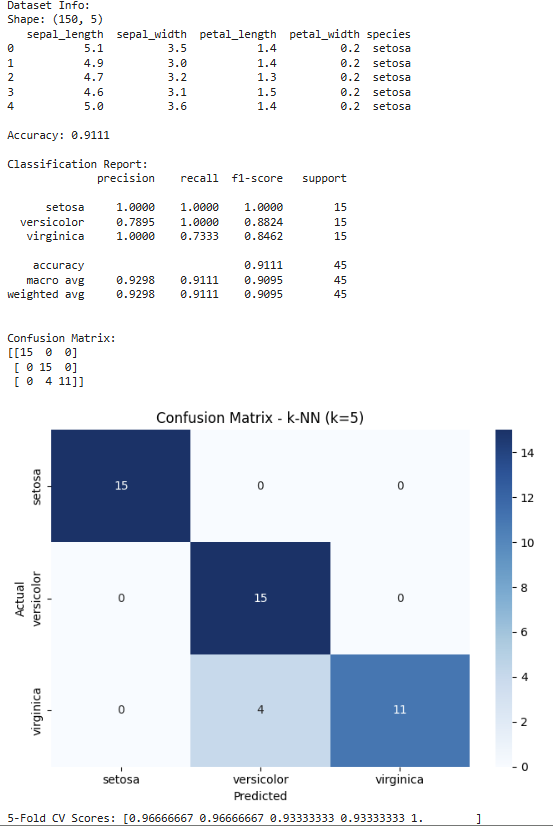 Dataset Info:
Shape: (150, 5)
   sepal_length  sepal_width  petal_length  petal_width species
0           5.1          3.5           1.4          0.2  setosa
1           4.9          3.0           1.4          0.2  setosa
2           4.7          3.2           1.3          0.2  setosa
3           4.6          3.1           1.5          0.2  setosa
4           5.0          3.6           1.4          0.2  setosa
Accuracy: 0.9111
Classification Report:
              precision    recall  f1-score   support
      setosa     1.0000    1.0000    1.0000        15
  versicolor     0.7895    1.0000    0.8824        15
   virginica     1.0000    0.7333    0.8462        15
    accuracy                         0.9111        45
   macro avg     0.9298    0.9111    0.9095        45
weighted avg     0.9298    0.9111    0.9095        45
Confusion Matrix:
[[15  0  0]
 [ 0 15  0]
 [ 0  4 11]]
Confusion Matrix - k-NN (k=5)
Actual
setosa
15 0 0
versicolor
0 15 0
virginica
0 4 11
setosa versicolor virginica
Predicted
14
12
10
8
6
4
2
0
5-Fold CV Scores: [0.96666667 0.96666667 0.93333333 0.93333333 1.        ]